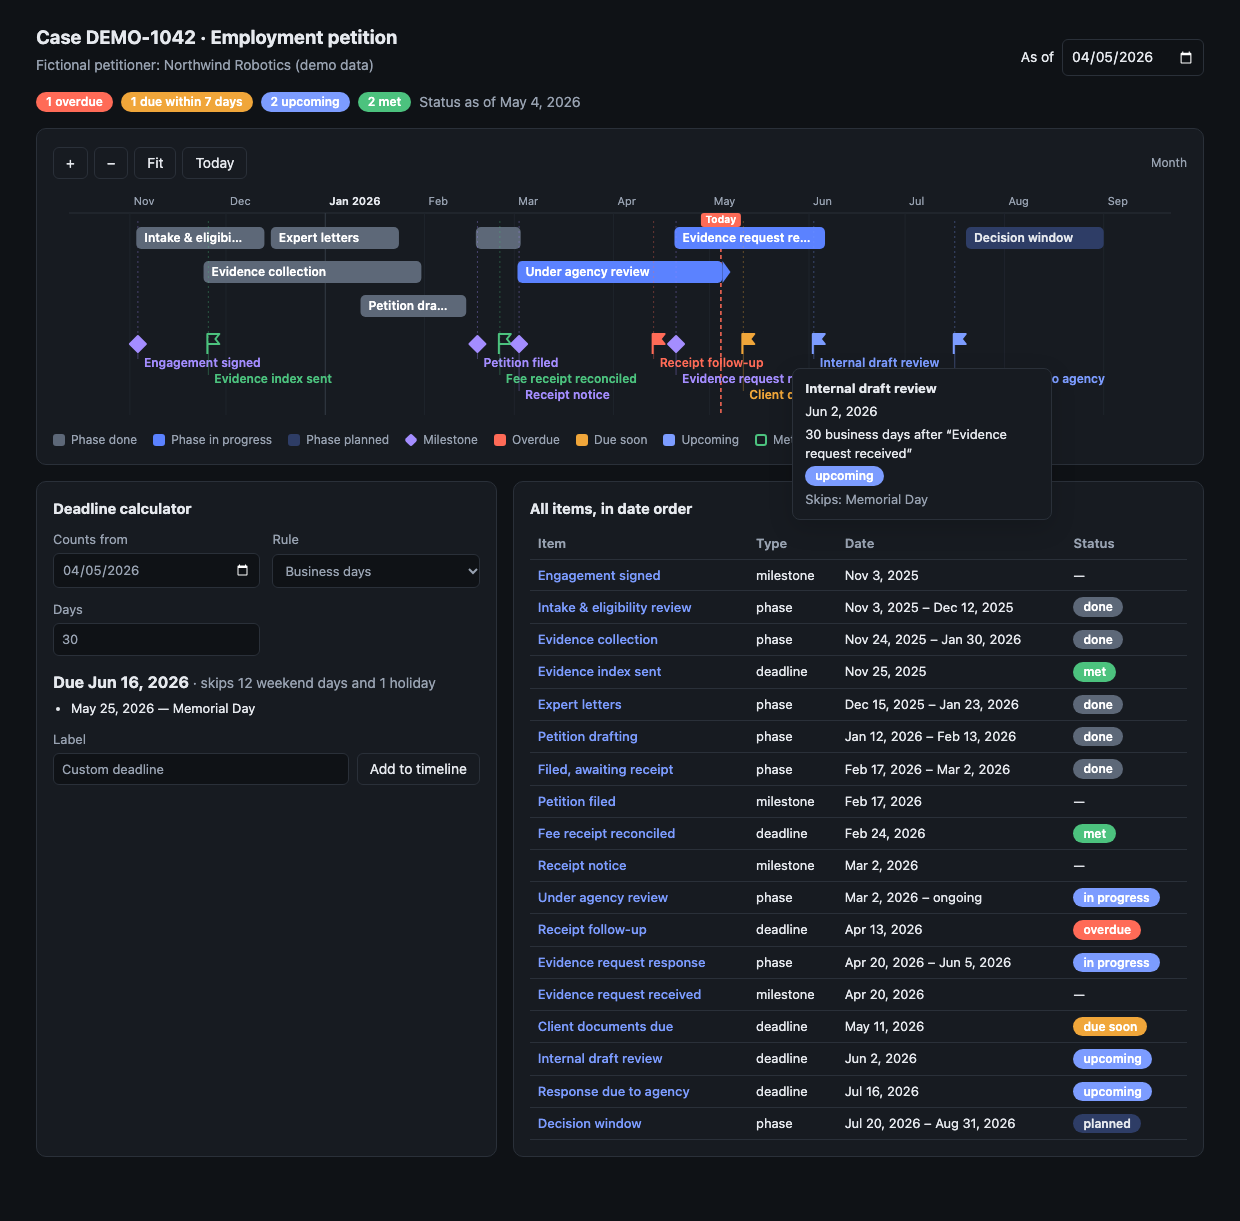 Case DEMO-1042 · Employment petition
Fictional petitioner: Northwind Robotics (demo data)
As of 04/05/2026
1 overdue 1 due within 7 days 2 upcoming 2 met Status as of May 4, 2026
+ − Fit Today Month
Nov Dec Jan 2026 Feb Mar Apr May Jun Jul Aug Sep
Today
Intake & eligibi... Expert letters Evidence request re... Decision window
Evidence collection Under agency review
Petition dra...
Engagement signed Petition filed Receipt follow-up Internal draft review
Evidence index sent Fee receipt reconciled Evidence request r o agency
Receipt notice Client d
Internal draft review
Jun 2, 2026
30 business days after “Evidence
request received”
upcoming
Skips: Memorial Day
Phase done Phase in progress Phase planned Milestone Overdue Due soon Upcoming Met
Deadline calculator
Counts from Rule
04/05/2026 Business days
Days
30
Due Jun 16, 2026 · skips 12 weekend days and 1 holiday
• May 25, 2026 — Memorial Day
Label
Custom deadline Add to timeline
All items, in date order
Item Type Date Status
Engagement signed milestone Nov 3, 2025 —
Intake & eligibility review phase Nov 3, 2025 – Dec 12, 2025 done
Evidence collection phase Nov 24, 2025 – Jan 30, 2026 done
Evidence index sent deadline Nov 25, 2025 met
Expert letters phase Dec 15, 2025 – Jan 23, 2026 done
Petition drafting phase Jan 12, 2026 – Feb 13, 2026 done
Filed, awaiting receipt phase Feb 17, 2026 – Mar 2, 2026 done
Petition filed milestone Feb 17, 2026 —
Fee receipt reconciled deadline Feb 24, 2026 met
Receipt notice milestone Mar 2, 2026 —
Under agency review phase Mar 2, 2026 – ongoing in progress
Receipt follow-up deadline Apr 13, 2026 overdue
Evidence request response phase Apr 20, 2026 – Jun 5, 2026 in progress
Evidence request received milestone Apr 20, 2026 —
Client documents due deadline May 11, 2026 due soon
Internal draft review deadline Jun 2, 2026 upcoming
Response due to agency deadline Jul 16, 2026 upcoming
Decision window phase Jul 20, 2026 – Aug 31, 2026 planned